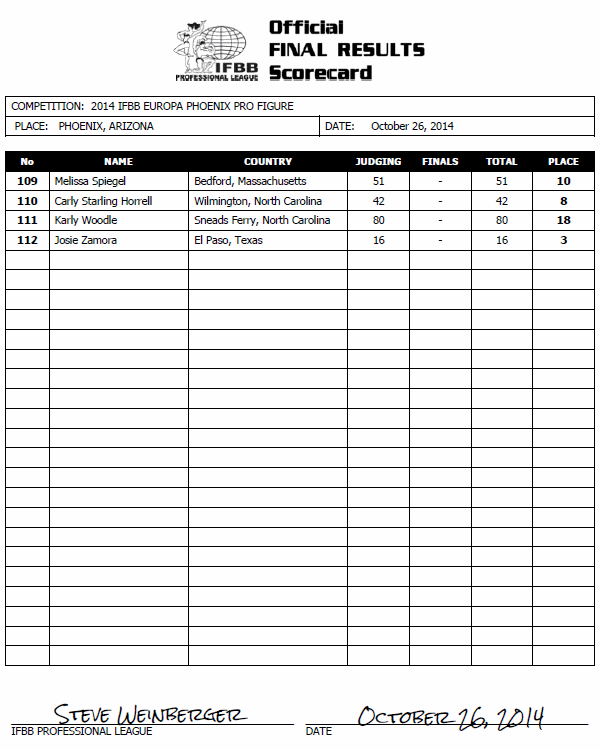 Official
FINAL RESULTS
Scorecard
IFBB
PROFESSIONAL LEAGUE
COMPETITION: 2014 IFBB EUROPA PHOENIX PRO FIGURE
PLACE: PHOENIX, ARIZONA DATE: October 26, 2014
No NAME COUNTRY JUDGING FINALS TOTAL PLACE
109 Melissa Spiegel Bedford, Massachusetts 51 - 51 10
110 Carly Starling Horrell Wilmington, North Carolina 42 - 42 8
111 Karly Woodle Sneads Ferry, North Carolina 80 - 80 18
112 Josie Zamora El Paso, Texas 16 - 16 3
STEVE WEINBERGER OCTOBER 26, 2014
IFBB PROFESSIONAL LEAGUE DATE